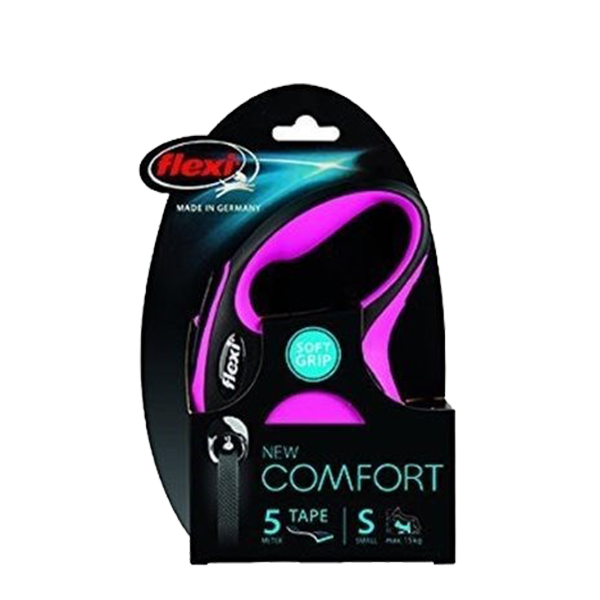 flexi
MADE IN GERMANY
flexi
SOFT
GRIP
NEW
COMFORT
5 TAPE S
METER SMALL max. 15kg